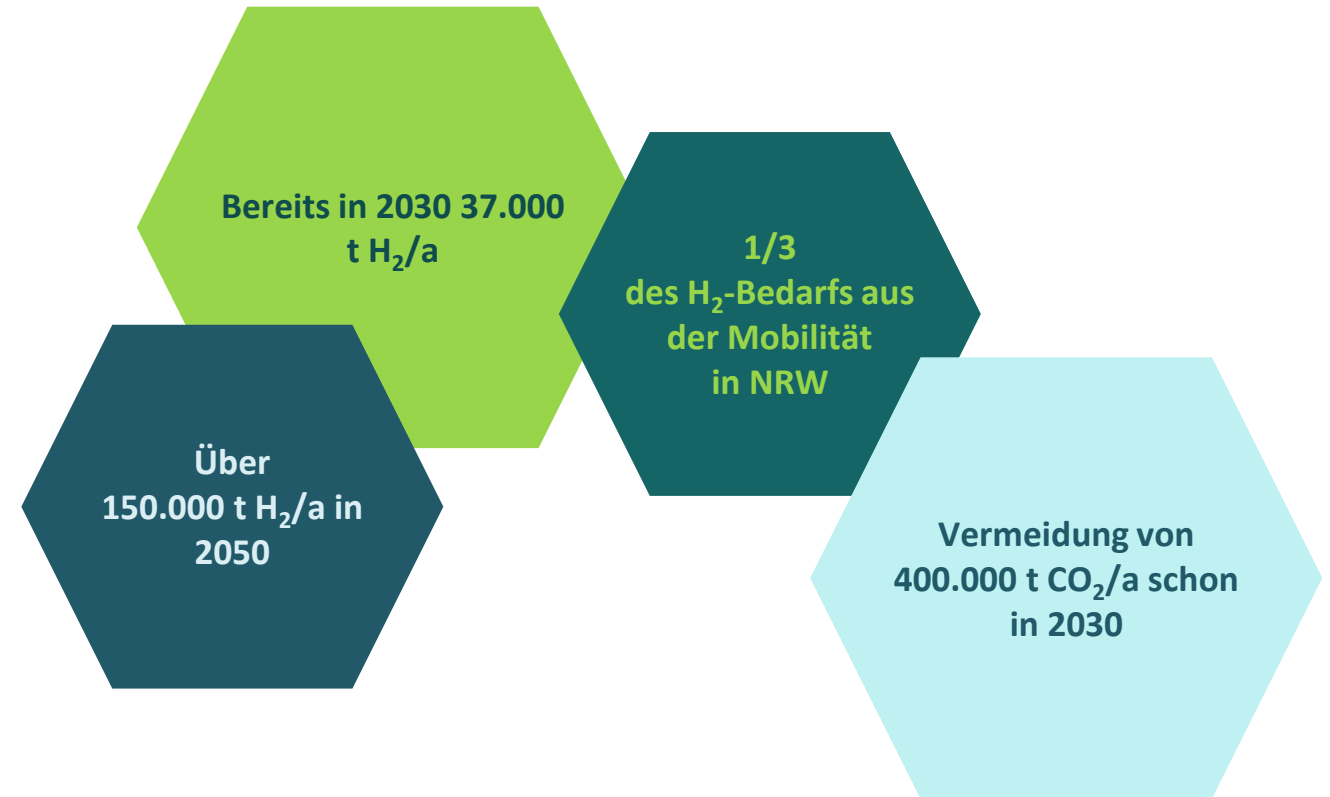 Bereits in 2030 37.000
t H₂/a
1/3
des H₂-Bedarfs aus
der Mobilität
in NRW
Über
150.000 t H₂/a in
2050
Vermeidung von
400.000 t CO₂/a schon
in 2030